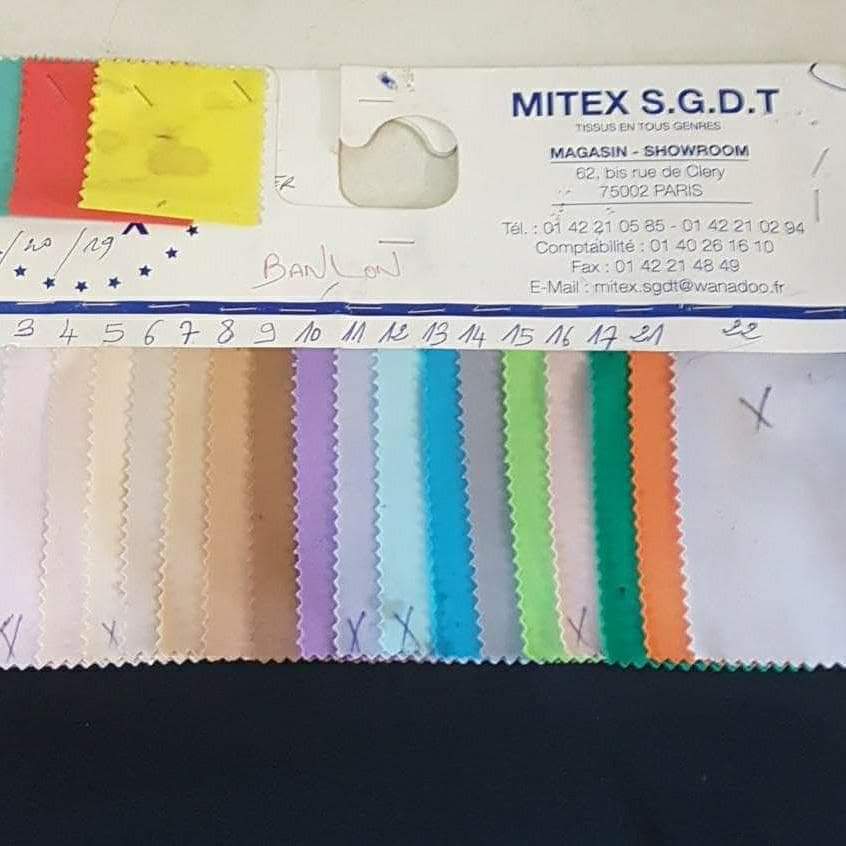 MITEX S.G.D.T
TISSUS EN TOUS GENRES
MAGASIN - SHOWROOM
62, bis rue de Clery
75002 PARIS
Tél. : 01 42 21 05 85 - 01 42 21 02 94
Comptabilité : 01 40 26 16 10
Fax : 01 42 21 48 49
E-Mail : mitex.sgdt@wanadoo.fr
ER
/20/19
BANLON
3 4 5 6 7 8 9 10 11 12 13 14 15 16 17 21 22
X X X X X X